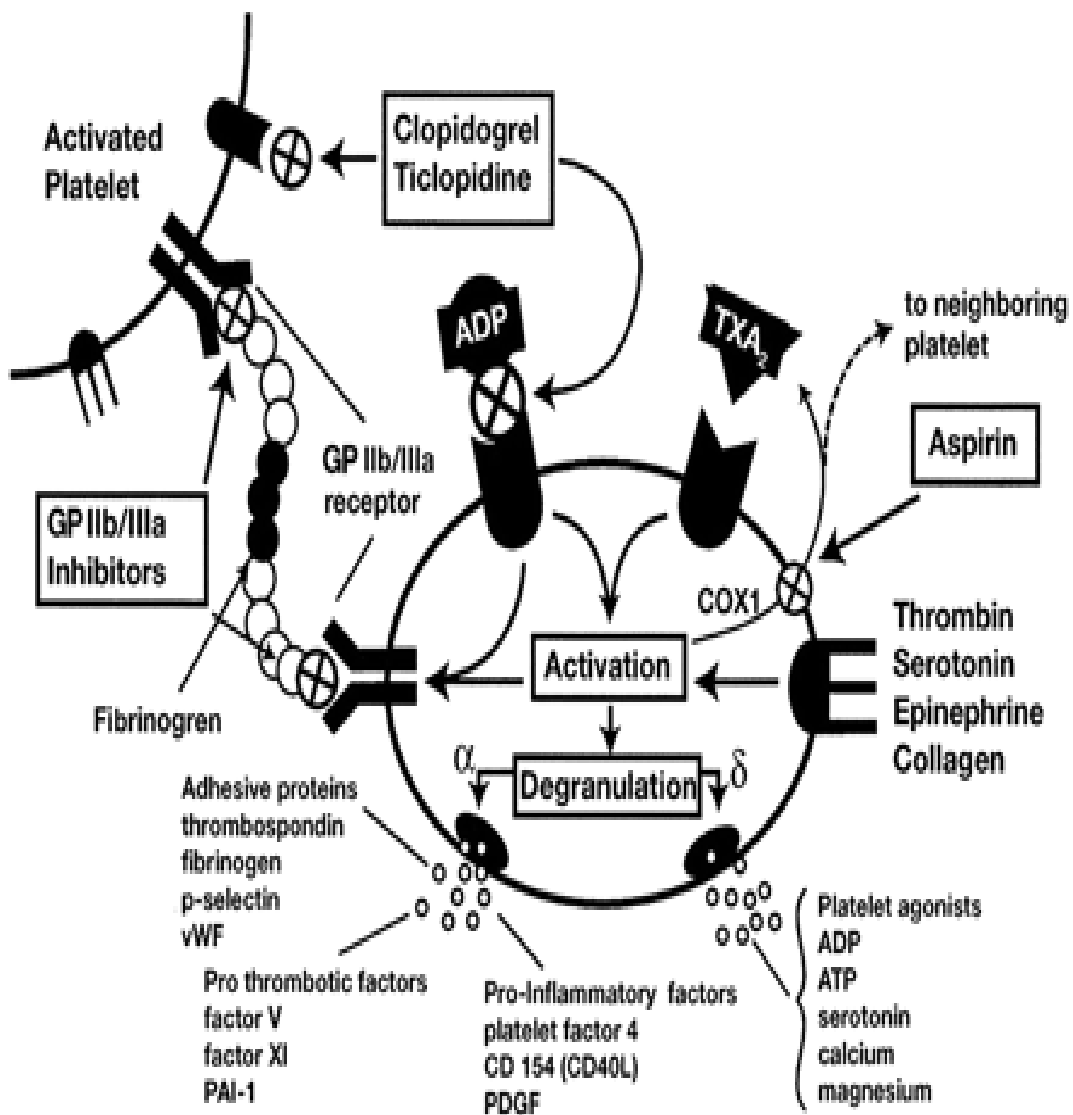 Activated
Platelet
Clopidogrel
Ticlopidine
ADP
TXA2
to neighboring
platelet
Aspirin
GP IIb/IIIa
receptor
GP IIb/IIIa
Inhibitors
COX1
Thrombin
Serotonin
Epinephrine
Collagen
Activation
Fibrinogren
α
Degranulation
δ
Adhesive proteins
thrombospondin
fibrinogen
p-selectin
vWF
Pro thrombotic factors
factor V
factor XI
PAI-1
Pro-Inflammatory factors
platelet factor 4
CD 154 (CD40L)
PDGF
Platelet agonists
ADP
ATP
serotonin
calcium
magnesium